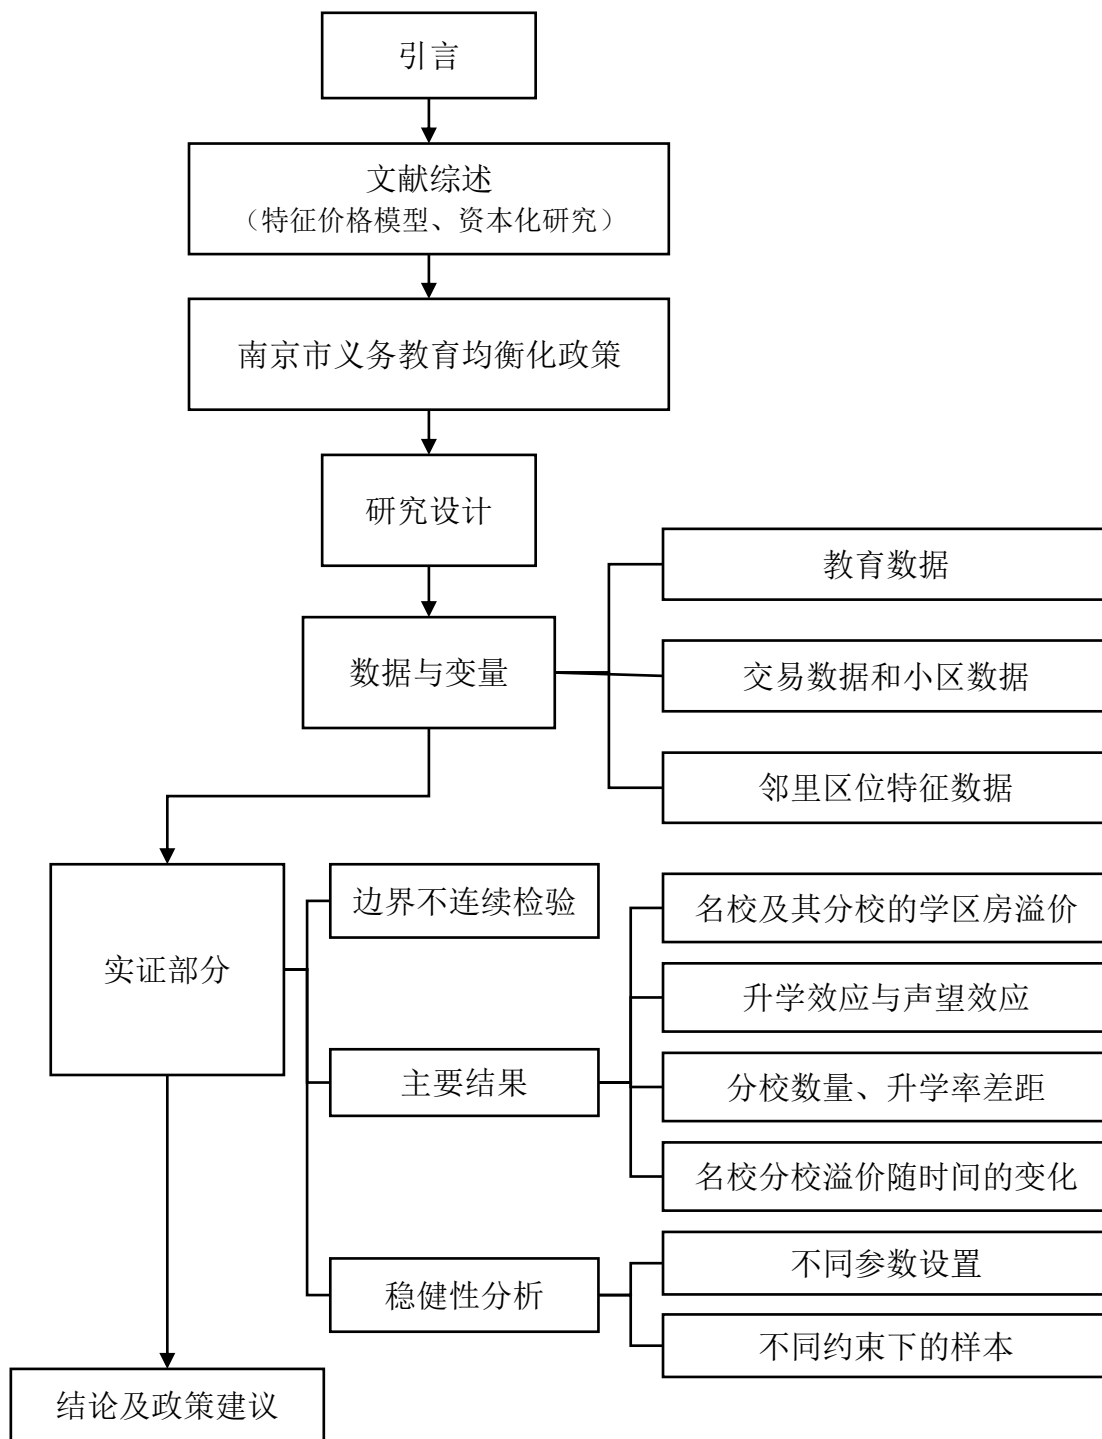 引言
文献综述
（特征价格模型、资本化研究）
南京市义务教育均衡化政策
研究设计
数据与变量
教育数据
交易数据和小区数据
邻里区位特征数据
实证部分
边界不连续检验
主要结果
名校及其分校的学区房溢价
升学效应与声望效应
分校数量、升学率差距
名校分校溢价随时间的变化
稳健性分析
不同参数设置
不同约束下的样本
结论及政策建议